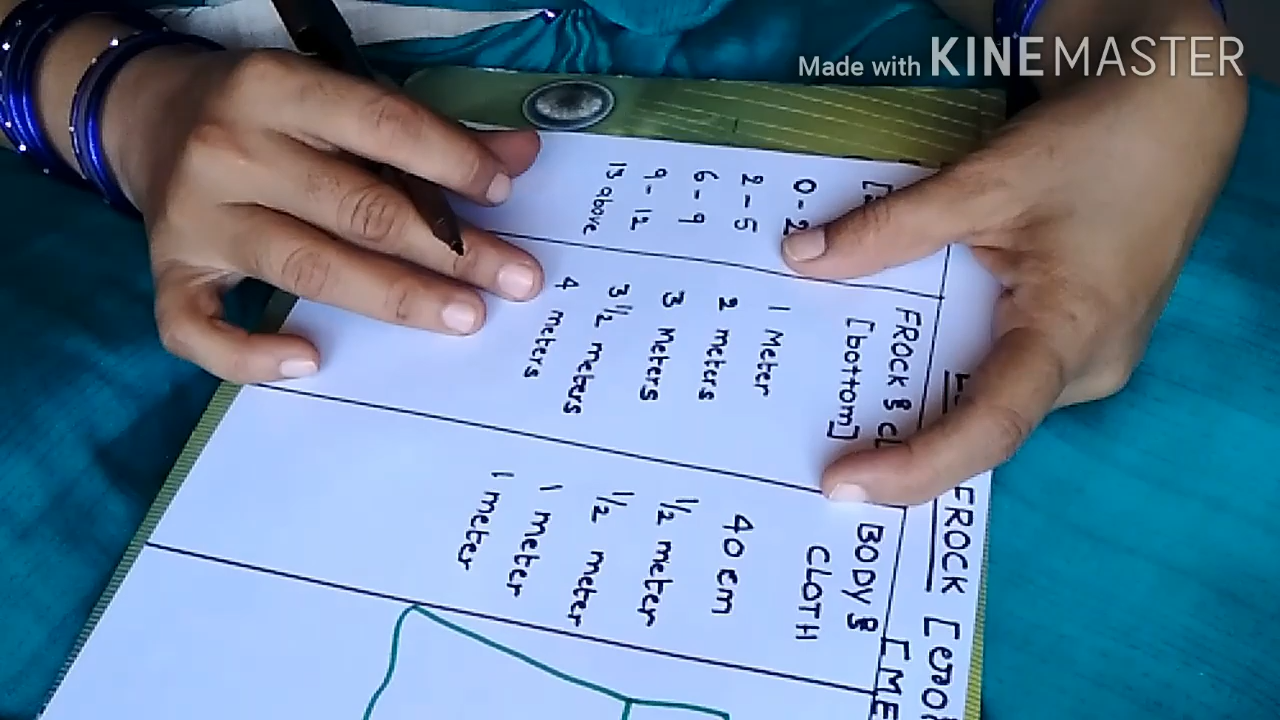 Made with KINEMASTER
FROCK
0 - 2
2 - 5
6 - 9
9 - 12
13 above
FROCK &
[bottom]
1 Meter
2 meters
3 Meters
3 1/2 meters
4 meters
BODY &
CLOTH
40 cm
1/2 meter
1/2 meter
1 meter
1 meter